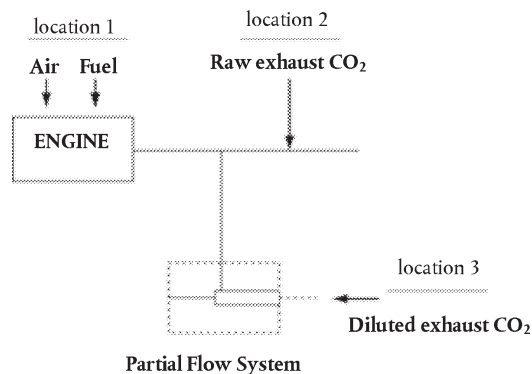 location 1
location 2
Air Fuel
Raw exhaust CO₂
ENGINE
location 3
Diluted exhaust CO₂
Partial Flow System